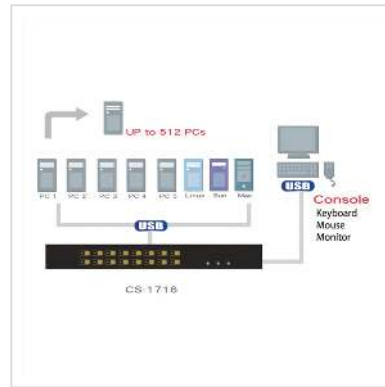 UP to 512 PCs
PC 1 PC 2 PC 3 PC 4 PC 5 Linux Sun Mac
USB
USB
Console
Keyboard
Mouse
Monitor
CS-1716